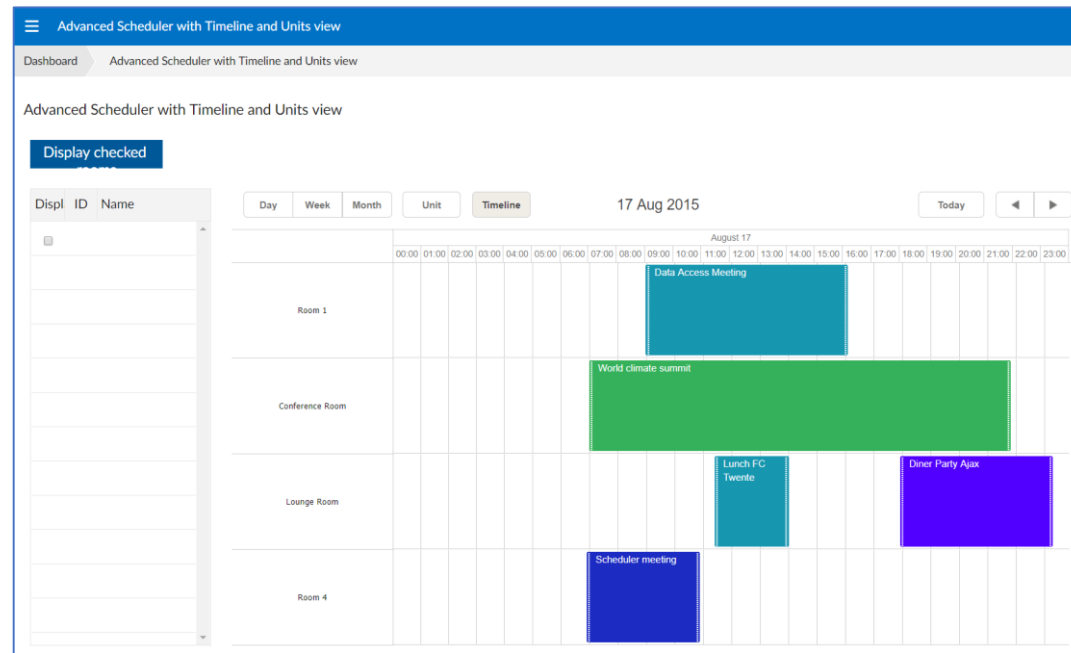 Advanced Scheduler with Timeline and Units view
Dashboard Advanced Scheduler with Timeline and Units view
Advanced Scheduler with Timeline and Units view
Display checked
Displ ID Name
Day Week Month Unit Timeline 17 Aug 2015 Today
August 17
00:00 01:00 02:00 03:00 04:00 05:00 06:00 07:00 08:00 09:00 10:00 11:00 12:00 13:00 14:00 15:00 16:00 17:00 18:00 19:00 20:00 21:00 22:00 23:00
Data Access Meeting
Room 1
World climate summit
Conference Room
Lunch FC
Twente
Diner Party Ajax
Lounge Room
Scheduler meeting
Room 4